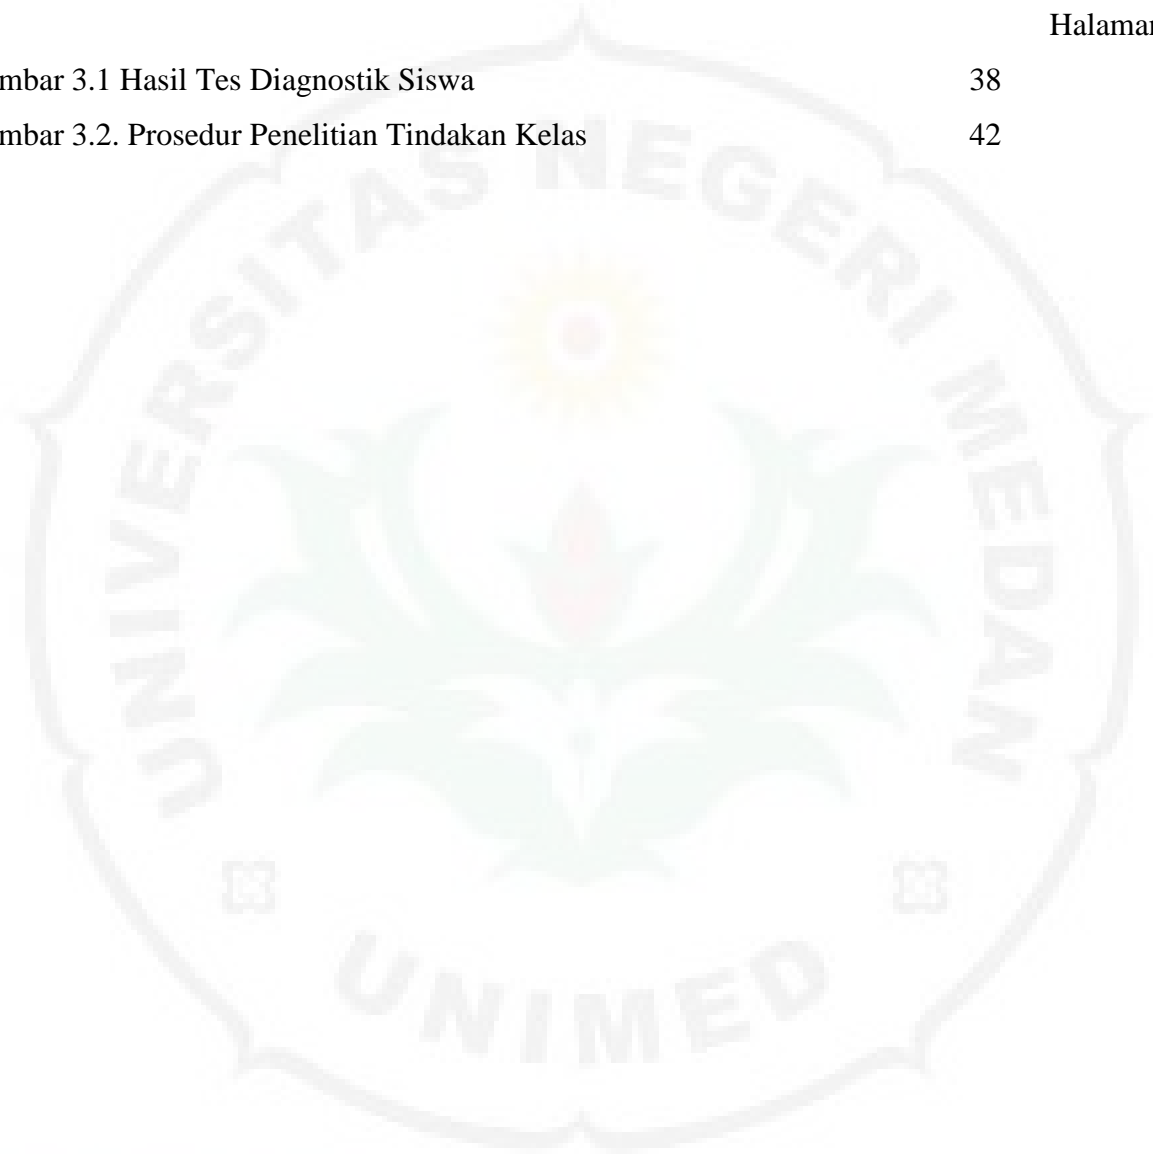 Halaman
mbar 3.1 Hasil Tes Diagnostik Siswa 38
mbar 3.2. Prosedur Penelitian Tindakan Kelas 42
UNIVERSITAS NEGERI MEDAN
UNIMED